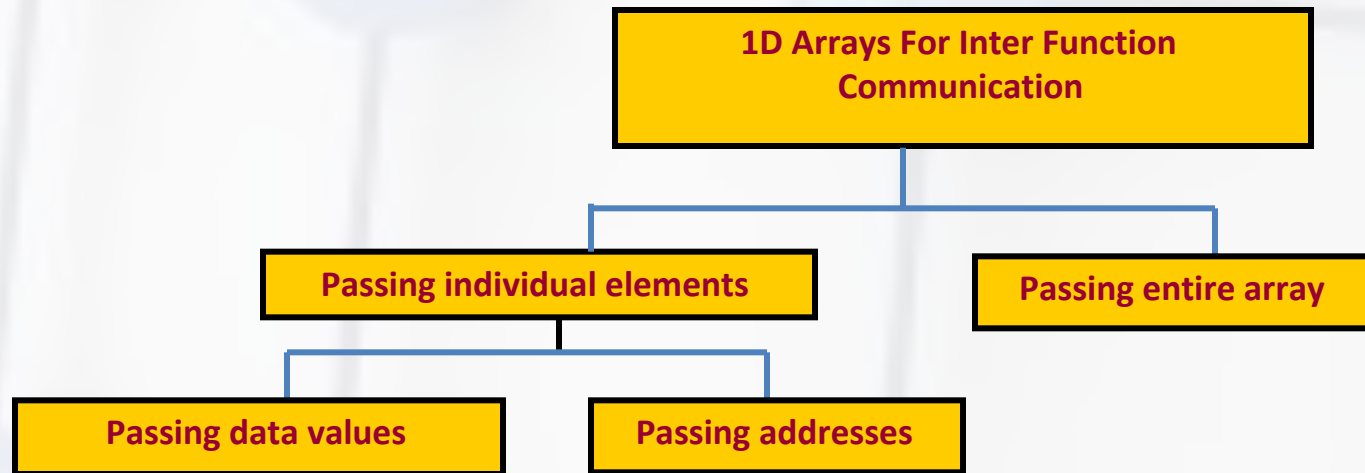 1D Arrays For Inter Function
Communication
Passing individual elements
Passing entire array
Passing data values
Passing addresses